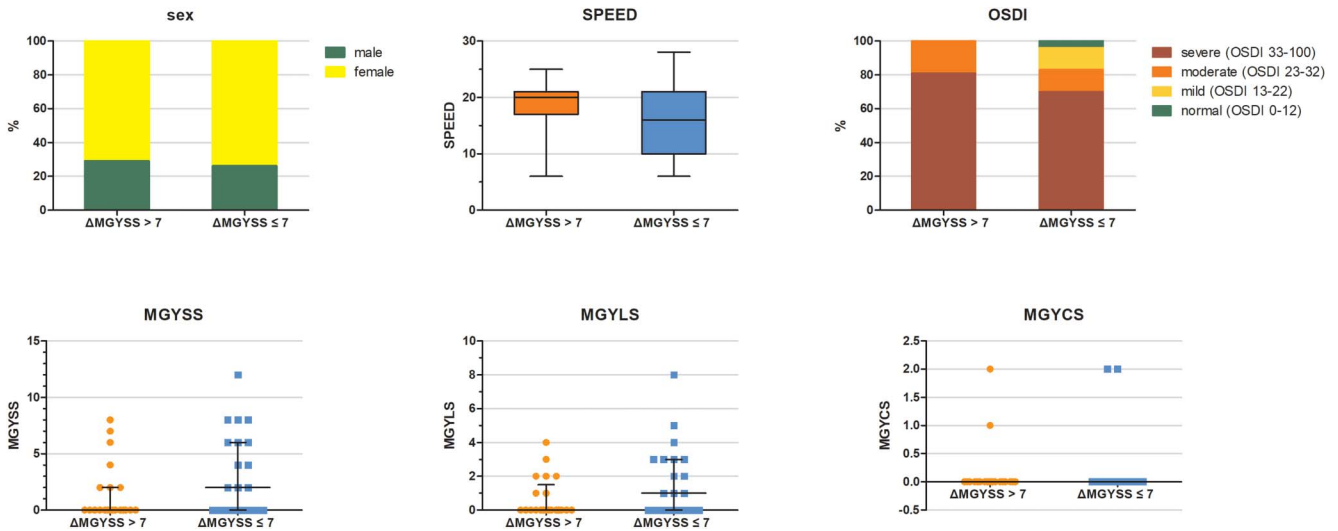 sex
100
80
60
40
20
0
%
ΔMGYSS > 7
ΔMGYSS ≤ 7
male
female
SPEED
30
20
10
0
SPEED
ΔMGYSS > 7
ΔMGYSS ≤ 7
OSDI
100
80
60
40
20
0
%
ΔMGYSS > 7
ΔMGYSS ≤ 7
severe (OSDI 33-100)
moderate (OSDI 23-32)
mild (OSDI 13-22)
normal (OSDI 0-12)
MGYSS
15
10
5
0
MGYSS
ΔMGYSS > 7
ΔMGYSS ≤ 7
MGYLS
10
8
6
4
2
0
MGYLS
ΔMGYSS > 7
ΔMGYSS ≤ 7
MGYCS
2.5
2.0
1.5
1.0
0.5
0.0
-0.5
MGYCS
ΔMGYSS > 7
ΔMGYSS ≤ 7